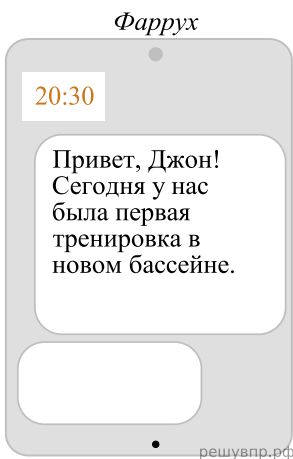 Фаррух
20:30
Привет, Джон!
Сегодня у нас
была первая
тренировка в
новом бассейне.
решувпр.рф